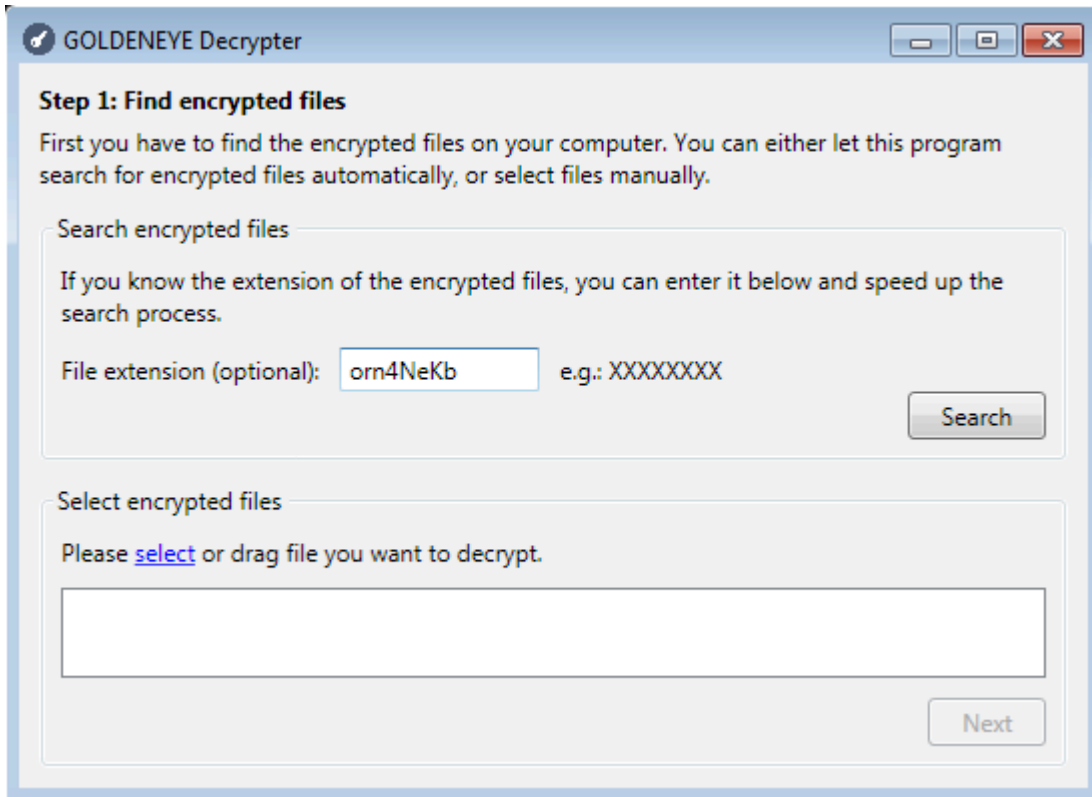 GOLDENEYE Decrypter
Step 1: Find encrypted files
First you have to find the encrypted files on your computer. You can either let this program
search for encrypted files automatically, or select files manually.
Search encrypted files
If you know the extension of the encrypted files, you can enter it below and speed up the
search process.
File extension (optional): orn4NeKb e.g.: XXXXXXXX
Search
Select encrypted files
Please select or drag file you want to decrypt.
Next